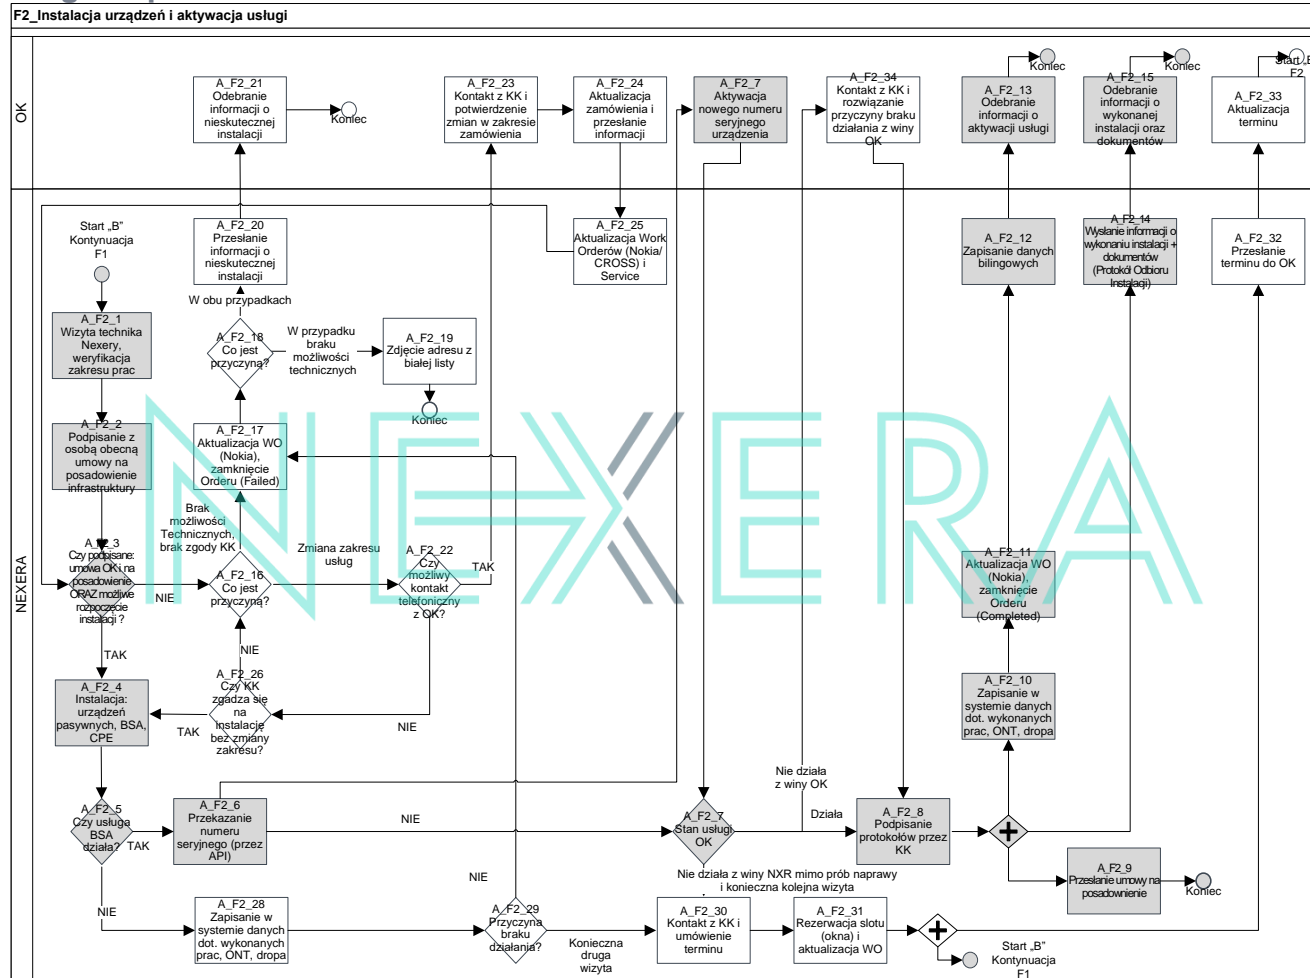 F2_Instalacja urządzeń i aktywacja usługi
OK
A_F2_21
Odebranie
informacji o
nieskutecznej
instalacji
Koniec
A_F2_23
Kontakt z KK i
potwierdzenie
zmian w zakresie
zamówienia
A_F2_24
Aktualizacja
zamówienia i
przesłanie
informacji
A_F2_7
Aktywacja
nowego numeru
seryjnego
urządzenia
A_F2_34
Kontakt z KK i
rozwiązanie
przyczyny braku
działania z winy
OK
Koniec
A_F2_13
Odebranie
informacji o
aktywacji usługi
Koniec
A_F2_15
Odebranie
informacji o
wykonanej
instalacji oraz
dokumentów
Start „B”
F2
A_F2_33
Aktualizacja
terminu
NEXERA
Start „B”
Kontynuacja
F1
A_F2_20
Przesłanie
informacji o
nieskutecznej
instalacji
A_F2_25
Aktualizacja Work
Orderów (Nokia/
CROSS) i
Service
A_F2_12
Zapisanie danych
bilingowych
A_F2_14
Wysłanie informacji o
wykonaniu instalacji +
dokumentów
(Protokół Odbioru
Instalacji)
A_F2_32
Przesłanie
terminu do OK
W obu przypadkach
A_F2_1
Wizyta technika
Nexery,
weryfikacja
zakresu prac
A_F2_18
Co jest
przyczyną?
W przypadku
braku
możliwości
technicznych
A_F2_19
Zdjęcie adresu z
białej listy
Koniec
A_F2_2
Podpisanie z
osobą obecną
umowy na
posadowienie
infrastruktury
A_F2_17
Aktualizacja WO
(Nokia),
zamknięcie
Orderu (Failed)
NEXERA
Brak
możliwości
Technicznych,
brak zgody KK
A_F2_3
Czy podpisane:
umowa OK i na
posadowienie
ORAZ możliwe
rozpoczęcie
instalacji ?
NIE
A_F2_16
Co jest
przyczyną?
Zmiana zakresu
usług
A_F2_22
Czy
możliwy
kontakt
telefoniczny
z OK?
TAK
A_F2_11
Aktualizacja WO
(Nokia),
zamknięcie
Orderu
(Completed)
TAK
NIE
A_F2_4
Instalacja:
urządzeń
pasywnych, BSA,
CPE
TAK
A_F2_26
Czy KK
zgadza się
na
instalację
bez zmiany
zakresu?
NIE
A_F2_10
Zapisanie w
systemie danych
dot. wykonanych
prac, ONT, dropa
Nie działa
z winy OK
A_F2_5
Czy usługa
BSA
działa?
TAK
A_F2_6
Przekazanie
numeru
seryjnego (przez
API)
NIE
A_F2_7
Stan usługi
OK
Działa
A_F2_8
Podpisanie
protokołów przez
KK
A_F2_9
Przesłanie umowy na
posadownienie
Koniec
NIE
Nie działa z winy NXR mimo prób naprawy
i konieczna kolejna wizyta
NIE
A_F2_28
Zapisanie w
systemie danych
dot. wykonanych
prac, ONT, dropa
A_F2_29
Przyczyna
braku
działania?
Konieczna
druga
wizyta
A_F2_30
Kontakt z KK i
umówienie
terminu
A_F2_31
Rezerwacja slotu
(okna) i
aktualizacja WO
Start „B”
Kontynuacja
F1